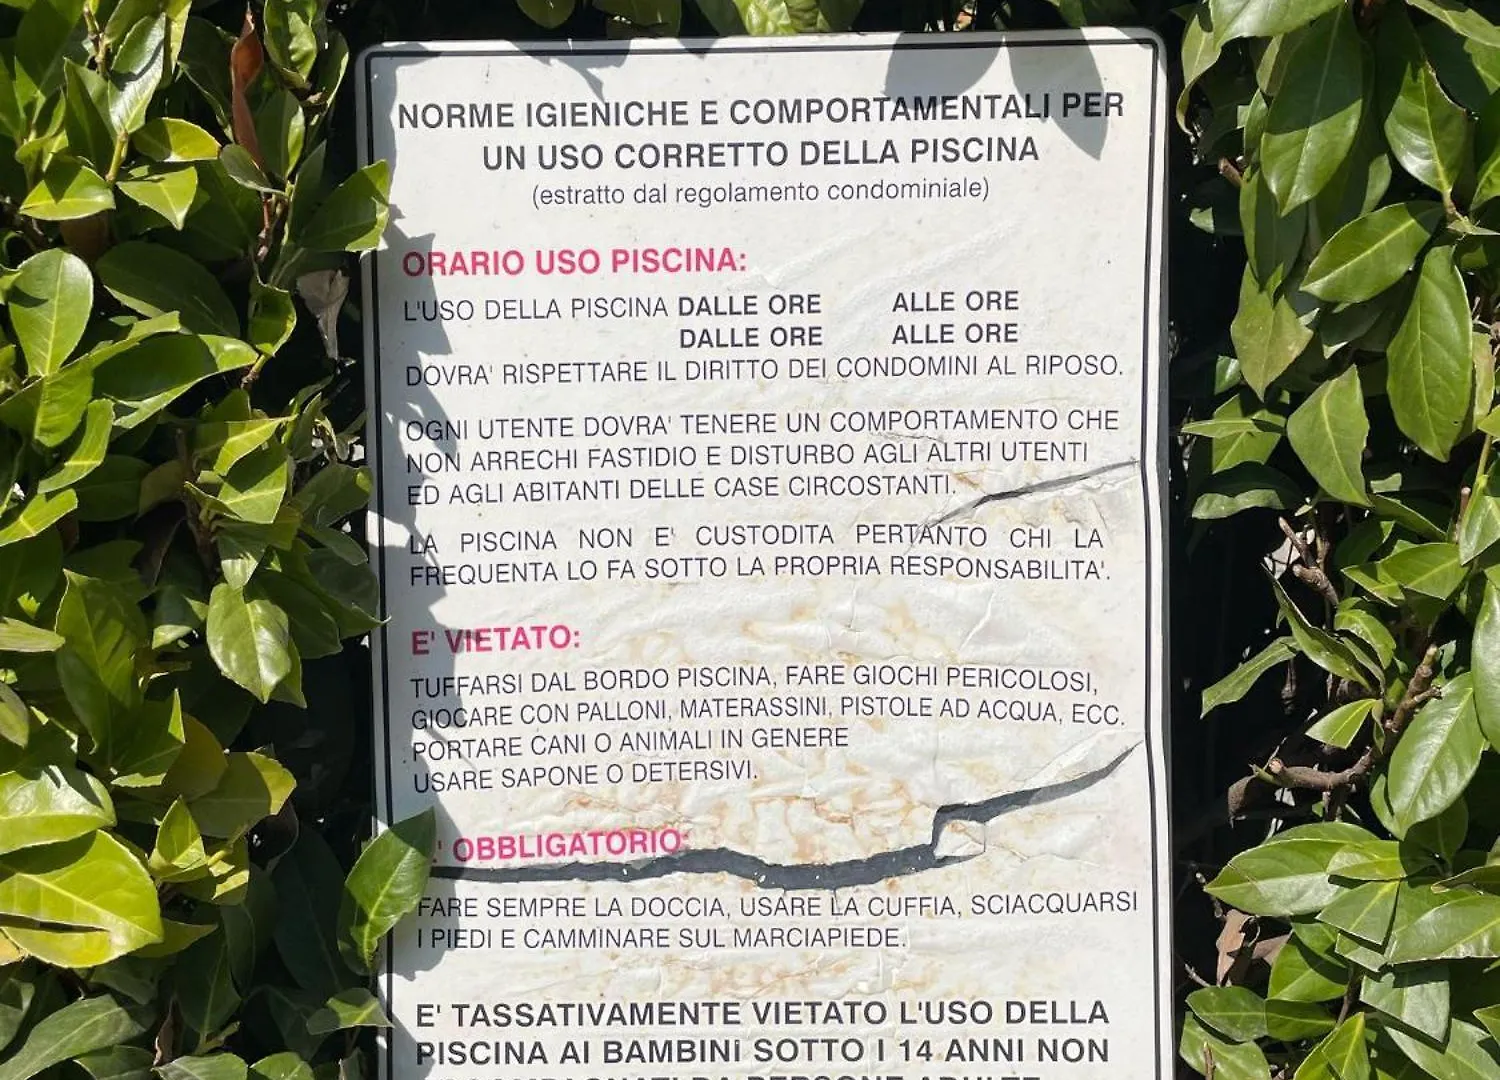 NORME IGIENICHE E COMPORTAMENTALI PER
UN USO CORRETTO DELLA PISCINA
(estratto dal regolamento condominiale)
ORARIO USO PISCINA:
L'USO DELLA PISCINA DALLE ORE ALLE ORE
DALLE ORE ALLE ORE
DOVRA' RISPETTARE IL DIRITTO DEI CONDOMINI AL RIPOSO.
OGNI UTENTE DOVRA' TENERE UN COMPORTAMENTO CHE
NON ARRECHI FASTIDIO E DISTURBO AGLI ALTRI UTENTI
ED AGLI ABITANTI DELLE CASE CIRCOSTANTI.
LA PISCINA NON E' CUSTODITA PERTANTO CHI LA
FREQUENTA LO FA SOTTO LA PROPRIA RESPONSABILITA'.
E' VIETATO:
TUFFARSI DAL BORDO PISCINA, FARE GIOCHI PERICOLOSI,
GIOCARE CON PALLONI, MATERASSINI, PISTOLE AD ACQUA, ECC.
PORTARE CANI O ANIMALI IN GENERE
USARE SAPONE O DETERSIVI.
' OBBLIGATORIO:
FARE SEMPRE LA DOCCIA, USARE LA CUFFIA, SCIACQUARSI
I PIEDI E CAMMINARE SUL MARCIAPIEDE.
E' TASSATIVAMENTE VIETATO L'USO DELLA
PISCINA AI BAMBINI SOTTO I 14 ANNI NON
DA PERSONE ADULTE